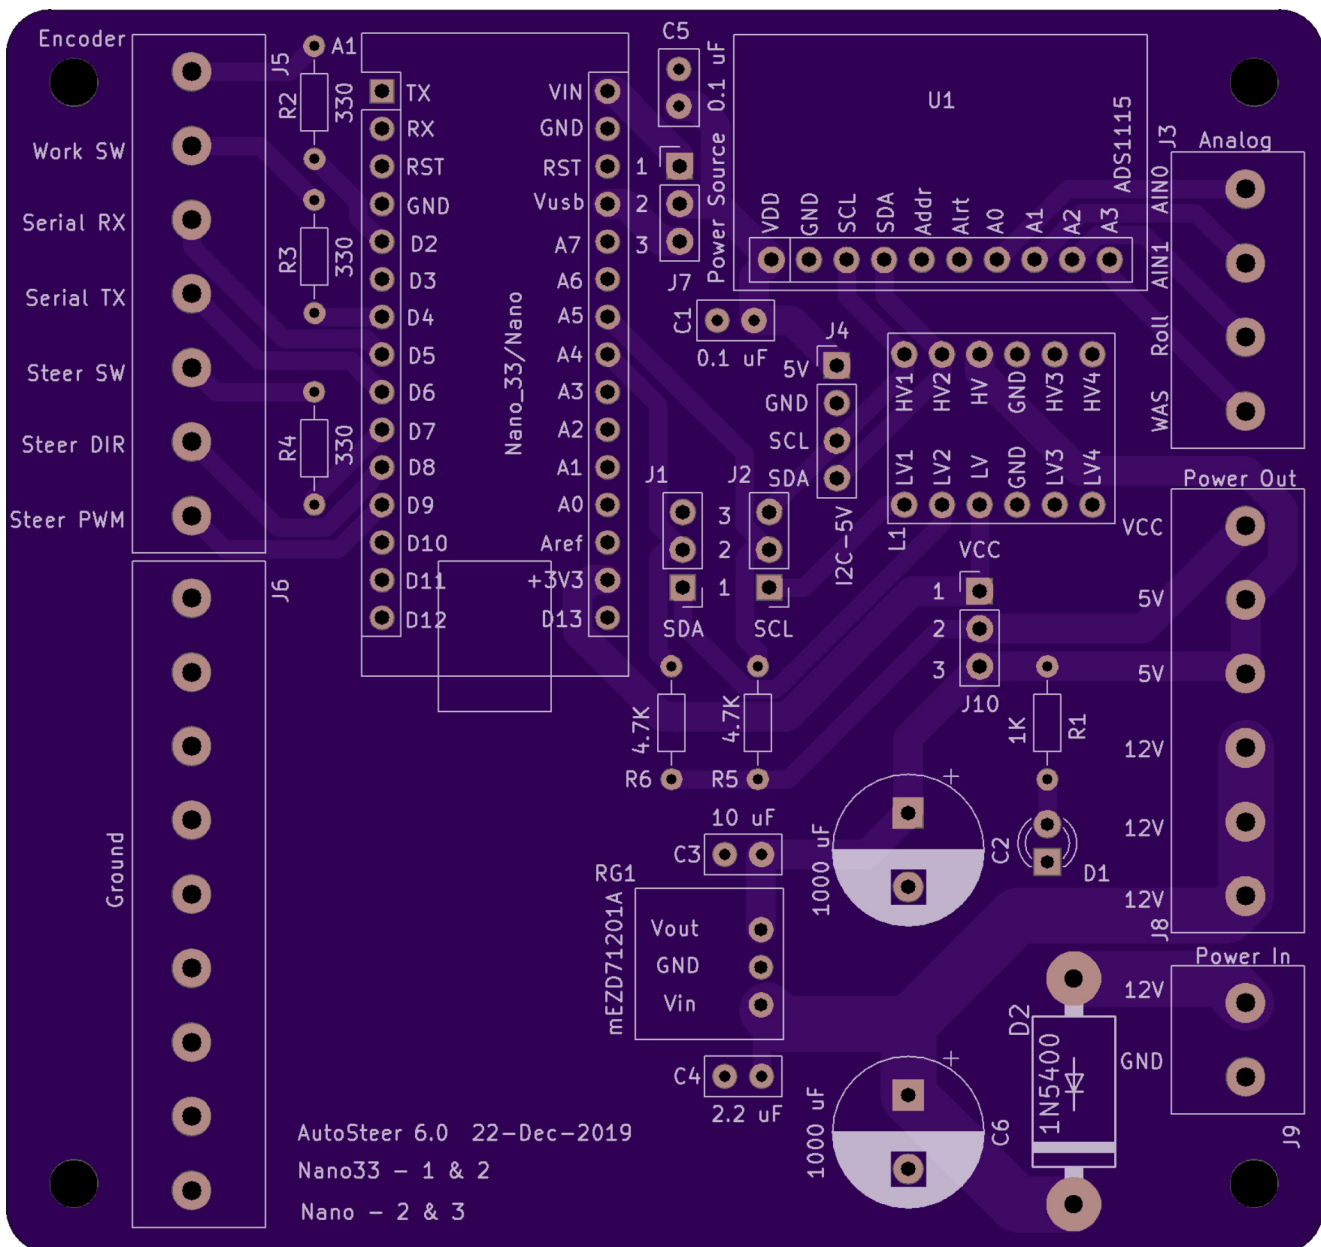 Encoder
Work SW
Serial RX
Serial TX
Steer SW
Steer DIR
Steer PWM
J5
A1
R2
330
R3
330
R4
330
J6
Ground
TX
RX
RST
GND
D2
D3
D4
D5
D6
D7
D8
D9
D10
D11
D12
Nano_33/Nano
VIN
GND
RST
Vusb
A7
A6
A5
A4
A3
A2
A1
A0
Aref
+3V3
D13
C5
0.1 uF
1
2
3
Power Source
J7
U1
ADS1115
VDD
GND
SCL
SDA
Addr
Alrt
A0
A1
A2
A3
J3
Analog
AIN0
AIN1
Roll
WAS
C1
0.1 uF
J4
5V
GND
SCL
SDA
I2C-5V
HV1
HV2
HV
GND
HV3
HV4
LV1
LV2
LV
GND
LV3
LV4
L1
J1
J2
3
2
1
SDA
SCL
VCC
1
2
3
J10
Power Out
VCC
5V
5V
12V
12V
12V
J8
4.7K
R6
4.7K
R5
1K
R1
10 uF
C3
1000 uF
C2
+
D1
RG1
mEZD71201A
Vout
GND
Vin
C4
2.2 uF
1000 uF
C6
+
D2
1N5400
Power In
12V
GND
J9
AutoSteer 6.0 22-Dec-2019
Nano33 - 1 & 2
Nano - 2 & 3